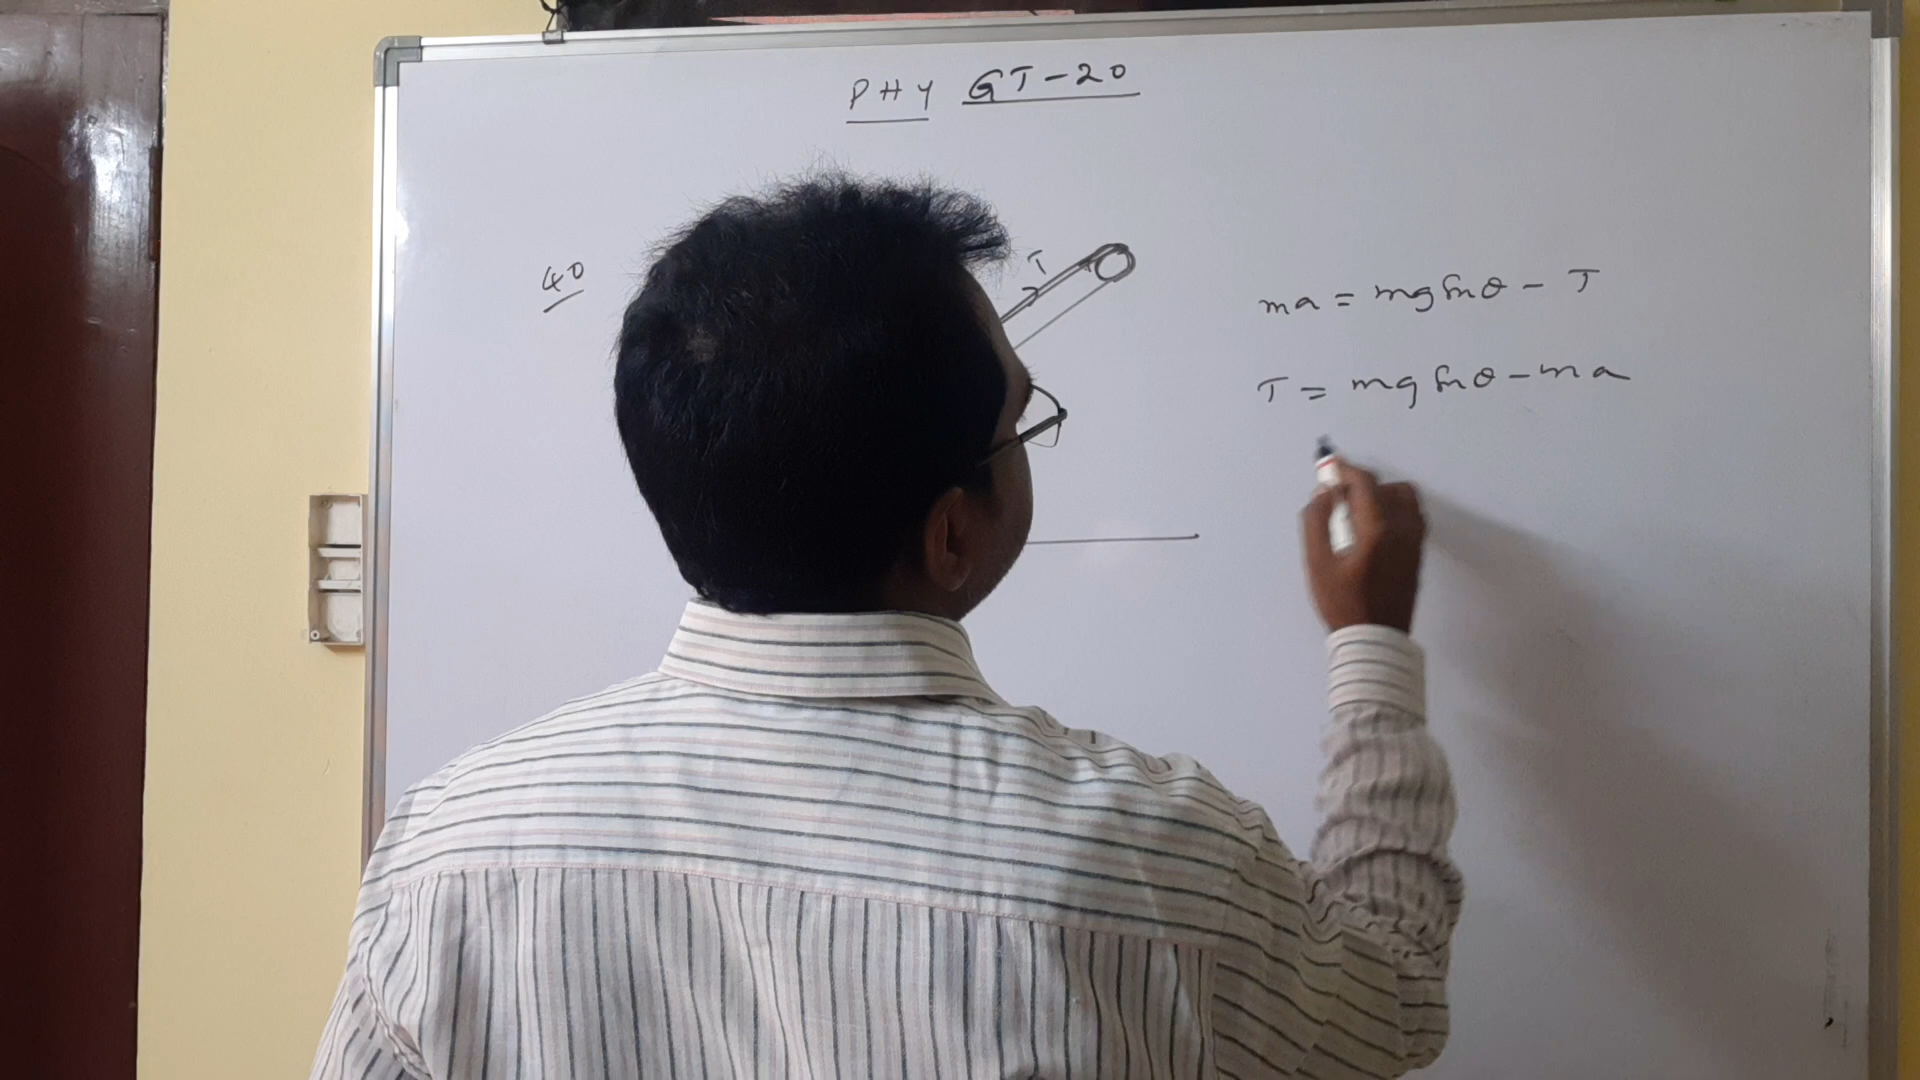 PHY GT-20
40
T
ma = mg sinθ - T
T = mg sinθ - ma